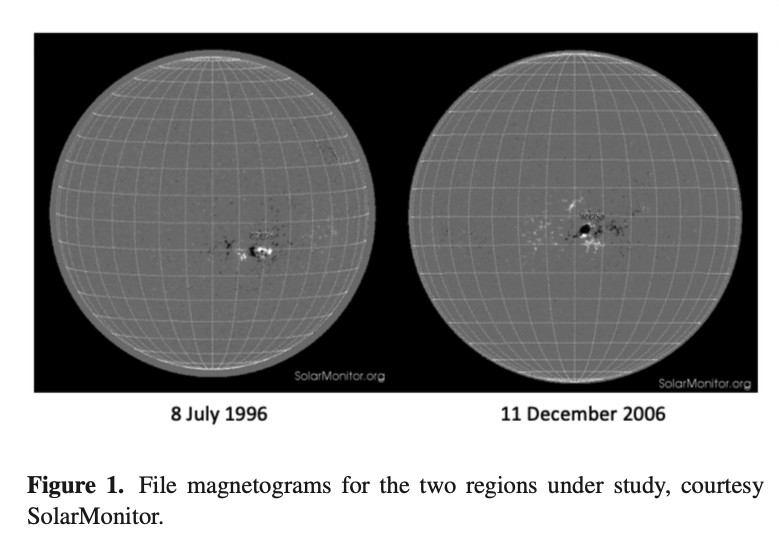 SolarMonitor.org
SolarMonitor.org
8 July 1996
11 December 2006
Figure 1. File magnetograms for the two regions under study, courtesy
SolarMonitor.